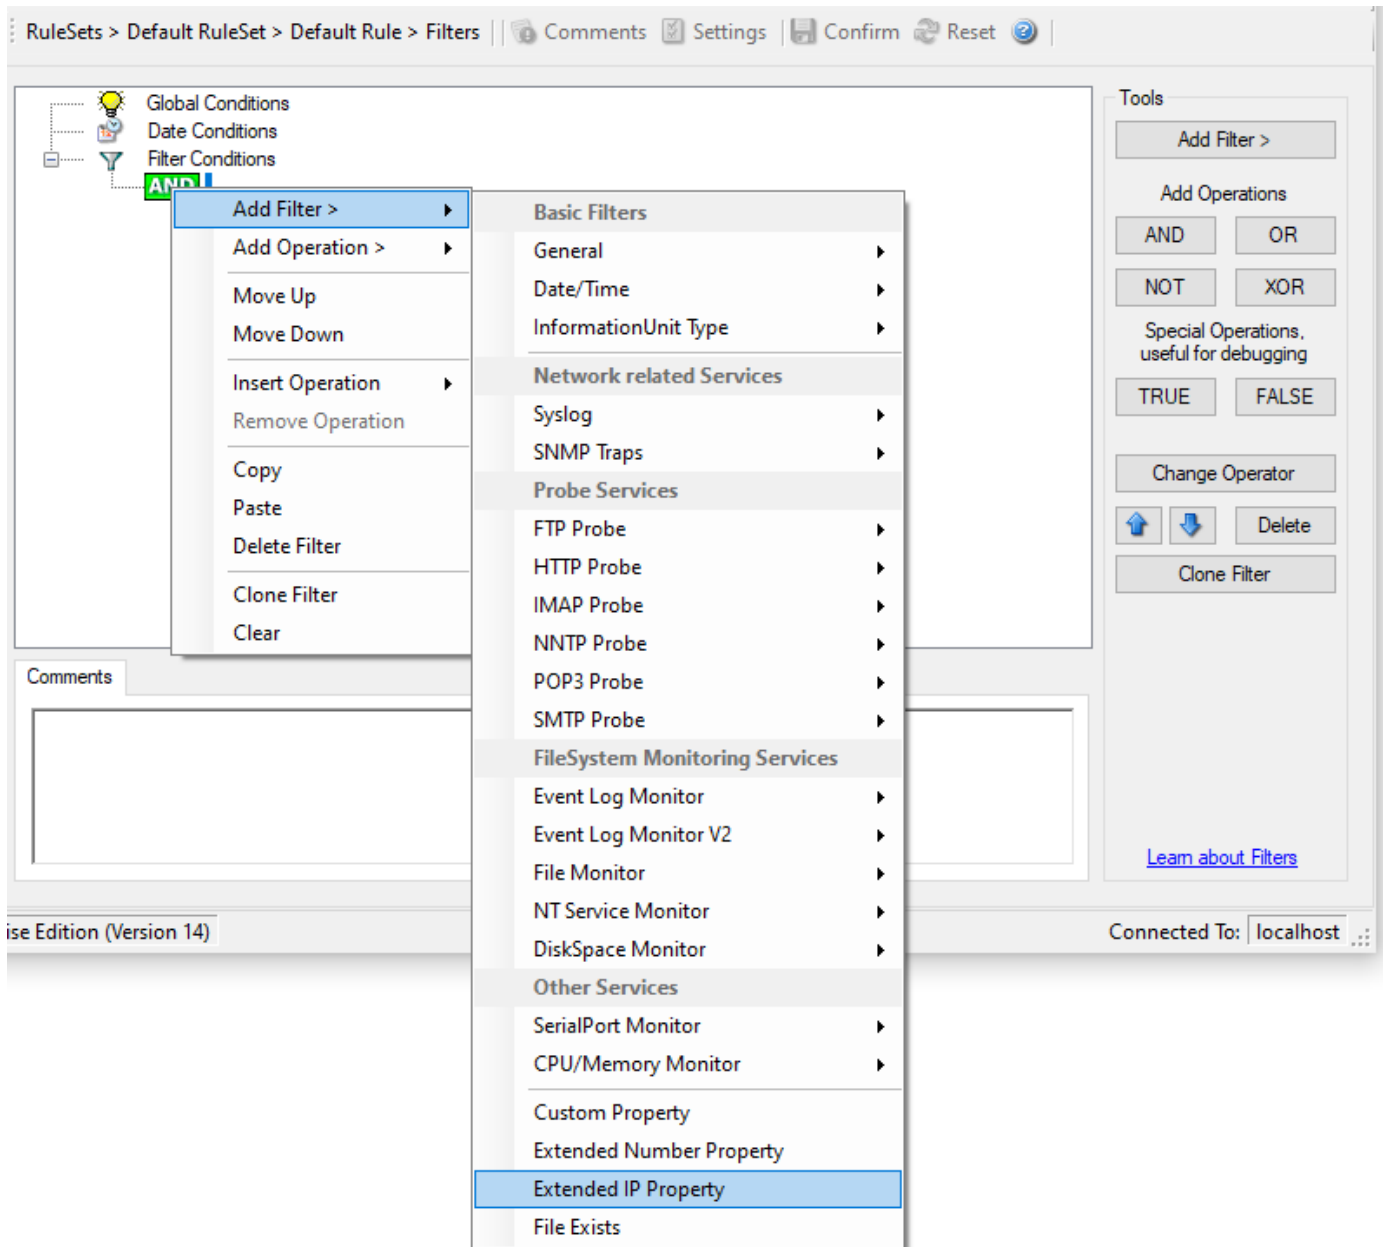 RuleSets > Default RuleSet > Default Rule > Filters Comments Settings Confirm Reset
Global Conditions
Date Conditions
Filter Conditions
AND
Add Filter >
Add Operation >
Move Up
Move Down
Insert Operation
Remove Operation
Copy
Paste
Delete Filter
Clone Filter
Clear
Basic Filters
General
Date/Time
InformationUnit Type
Network related Services
Syslog
SNMP Traps
Probe Services
FTP Probe
HTTP Probe
IMAP Probe
NNTP Probe
POP3 Probe
SMTP Probe
FileSystem Monitoring Services
Event Log Monitor
Event Log Monitor V2
File Monitor
NT Service Monitor
DiskSpace Monitor
Other Services
SerialPort Monitor
CPU/Memory Monitor
Custom Property
Extended Number Property
Extended IP Property
File Exists
Tools
Add Filter >
Add Operations
AND OR
NOT XOR
Special Operations,
useful for debugging
TRUE FALSE
Change Operator
Delete
Clone Filter
Learn about Filters
Comments
ise Edition (Version 14)
Connected To: localhost